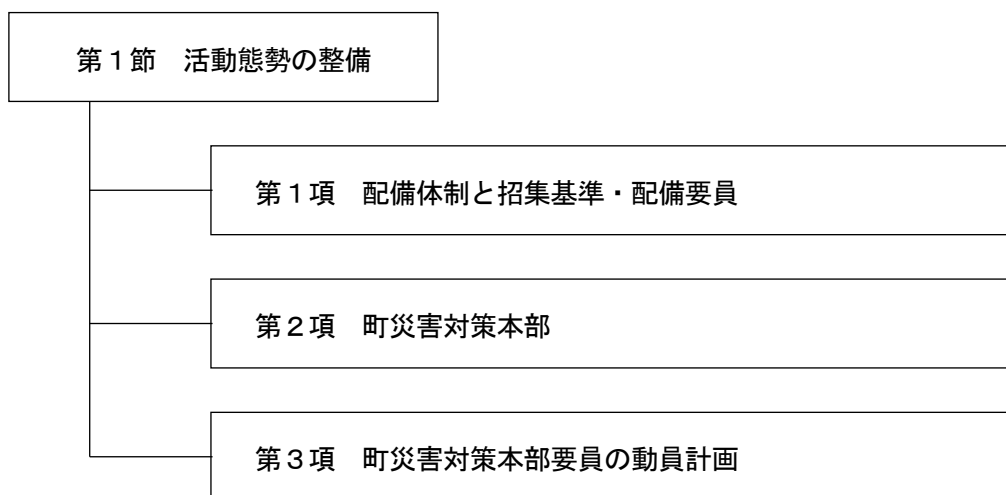 第１節　活動態勢の整備
第１項　配備体制と招集基準・配備要員
第２項　町災害対策本部
第３項　町災害対策本部要員の動員計画